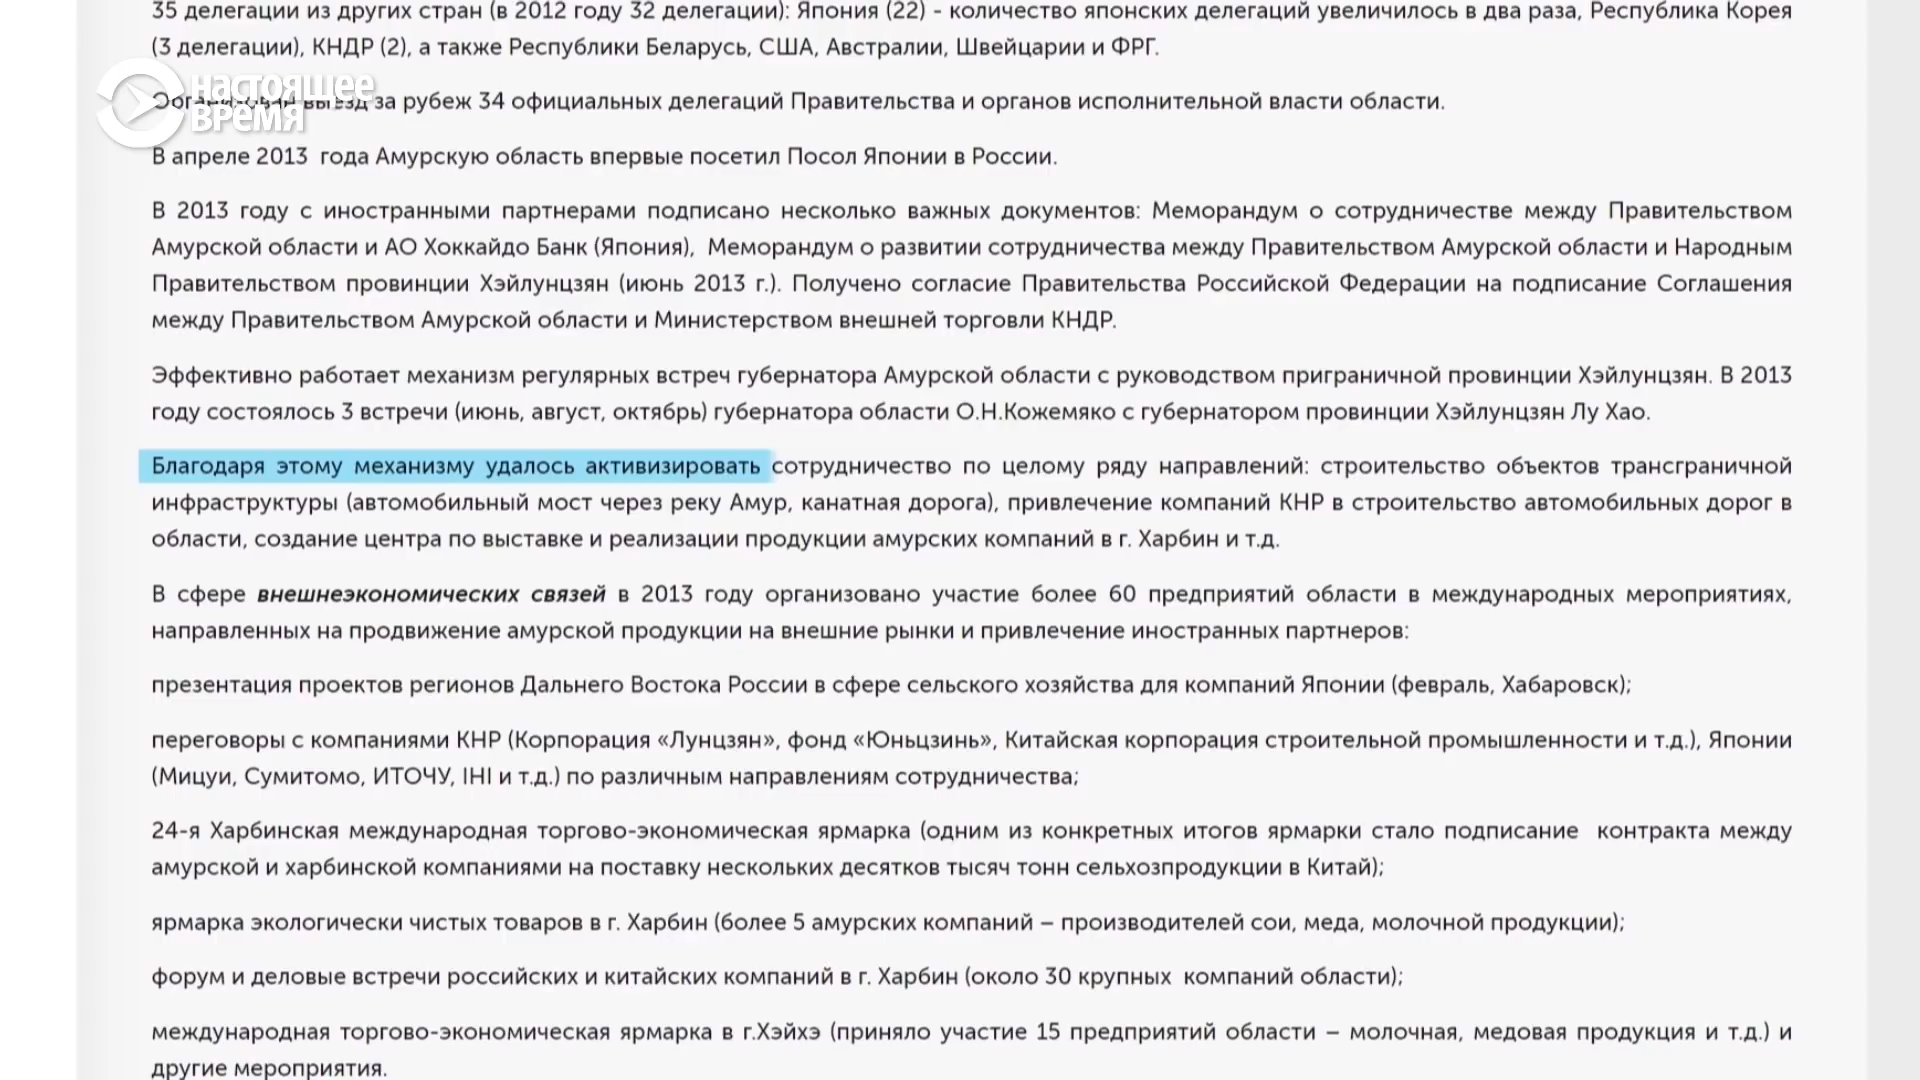 35 делегации из других стран (в 2012 году 32 делегации): Япония (22) - количество японских делегаций увеличилось в два раза, Республика Корея
(3 делегации), КНДР (2), а также Республики Беларусь, США, Австралии, Швейцарии и ФРГ.
настоящее
время
Организован выезд за рубеж 34 официальных делегаций Правительства и органов исполнительной власти области.
В апреле 2013 года Амурскую область впервые посетил Посол Японии в России.
В 2013 году с иностранными партнерами подписано несколько важных документов: Меморандум о сотрудничестве между Правительством
Амурской области и АО Хоккайдо Банк (Япония), Меморандум о развитии сотрудничества между Правительством Амурской области и Народным
Правительством провинции Хэйлунцзян (июнь 2013 г.). Получено согласие Правительства Российской Федерации на подписание Соглашения
между Правительством Амурской области и Министерством внешней торговли КНДР.
Эффективно работает механизм регулярных встреч губернатора Амурской области с руководством приграничной провинции Хэйлунцзян. В 2013
году состоялось 3 встречи (июнь, август, октябрь) губернатора области О.Н.Кожемяко с губернатором провинции Хэйлунцзян Лу Хао.
Благодаря этому механизму удалось активизировать сотрудничество по целому ряду направлений: строительство объектов трансграничной
инфраструктуры (автомобильный мост через реку Амур, канатная дорога), привлечение компаний КНР в строительство автомобильных дорог в
области, создание центра по выставке и реализации продукции амурских компаний в г. Харбин и т.д.
В сфере внешнеэкономических связей в 2013 году организовано участие более 60 предприятий области в международных мероприятиях,
направленных на продвижение амурской продукции на внешние рынки и привлечение иностранных партнеров:
презентация проектов регионов Дальнего Востока России в сфере сельского хозяйства для компаний Японии (февраль, Хабаровск);
переговоры с компаниями КНР (Корпорация «Лунцзян», фонд «Юньцзинь», Китайская корпорация строительной промышленности и т.д.), Японии
(Мицуи, Сумитомо, ИТОЧУ, IHI и т.д.) по различным направлениям сотрудничества;
24-я Харбинская международная торгово-экономическая ярмарка (одним из конкретных итогов ярмарки стало подписание контракта между
амурской и харбинской компаниями на поставку нескольких десятков тысяч тонн сельхозпродукции в Китай);
ярмарка экологически чистых товаров в г. Харбин (более 5 амурских компаний – производителей сои, меда, молочной продукции);
форум и деловые встречи российских и китайских компаний в г. Харбин (около 30 крупных компаний области);
международная торгово-экономическая ярмарка в г.Хэйхэ (приняло участие 15 предприятий области – молочная, медовая продукция и т.д.) и
другие мероприятия.